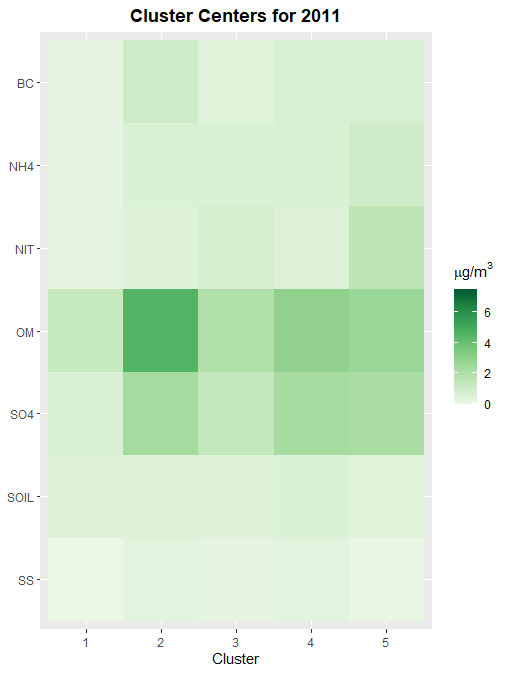 Cluster Centers for 2011
BC
NH4
NIT
OM
SO4
SOIL
SS
1 2 3 4 5
Cluster
μg/m³
6
4
2
0